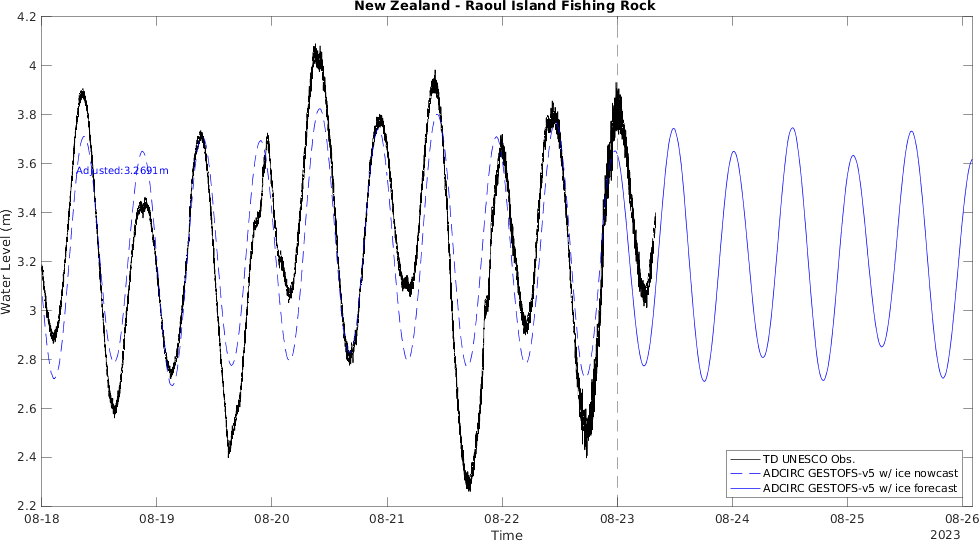 New Zealand - Raoul Island Fishing Rock
4.2
4
3.8
3.6
3.4
3.2
3
2.8
2.6
2.4
2.2
Water Level (m)
Adjusted:3.2691m
TD UNESCO Obs.
ADCIRC GESTOFS-v5 w/ ice nowcast
ADCIRC GESTOFS-v5 w/ ice forecast
08-18 08-19 08-20 08-21 08-22 08-23 08-24 08-25 08-26
Time
2023